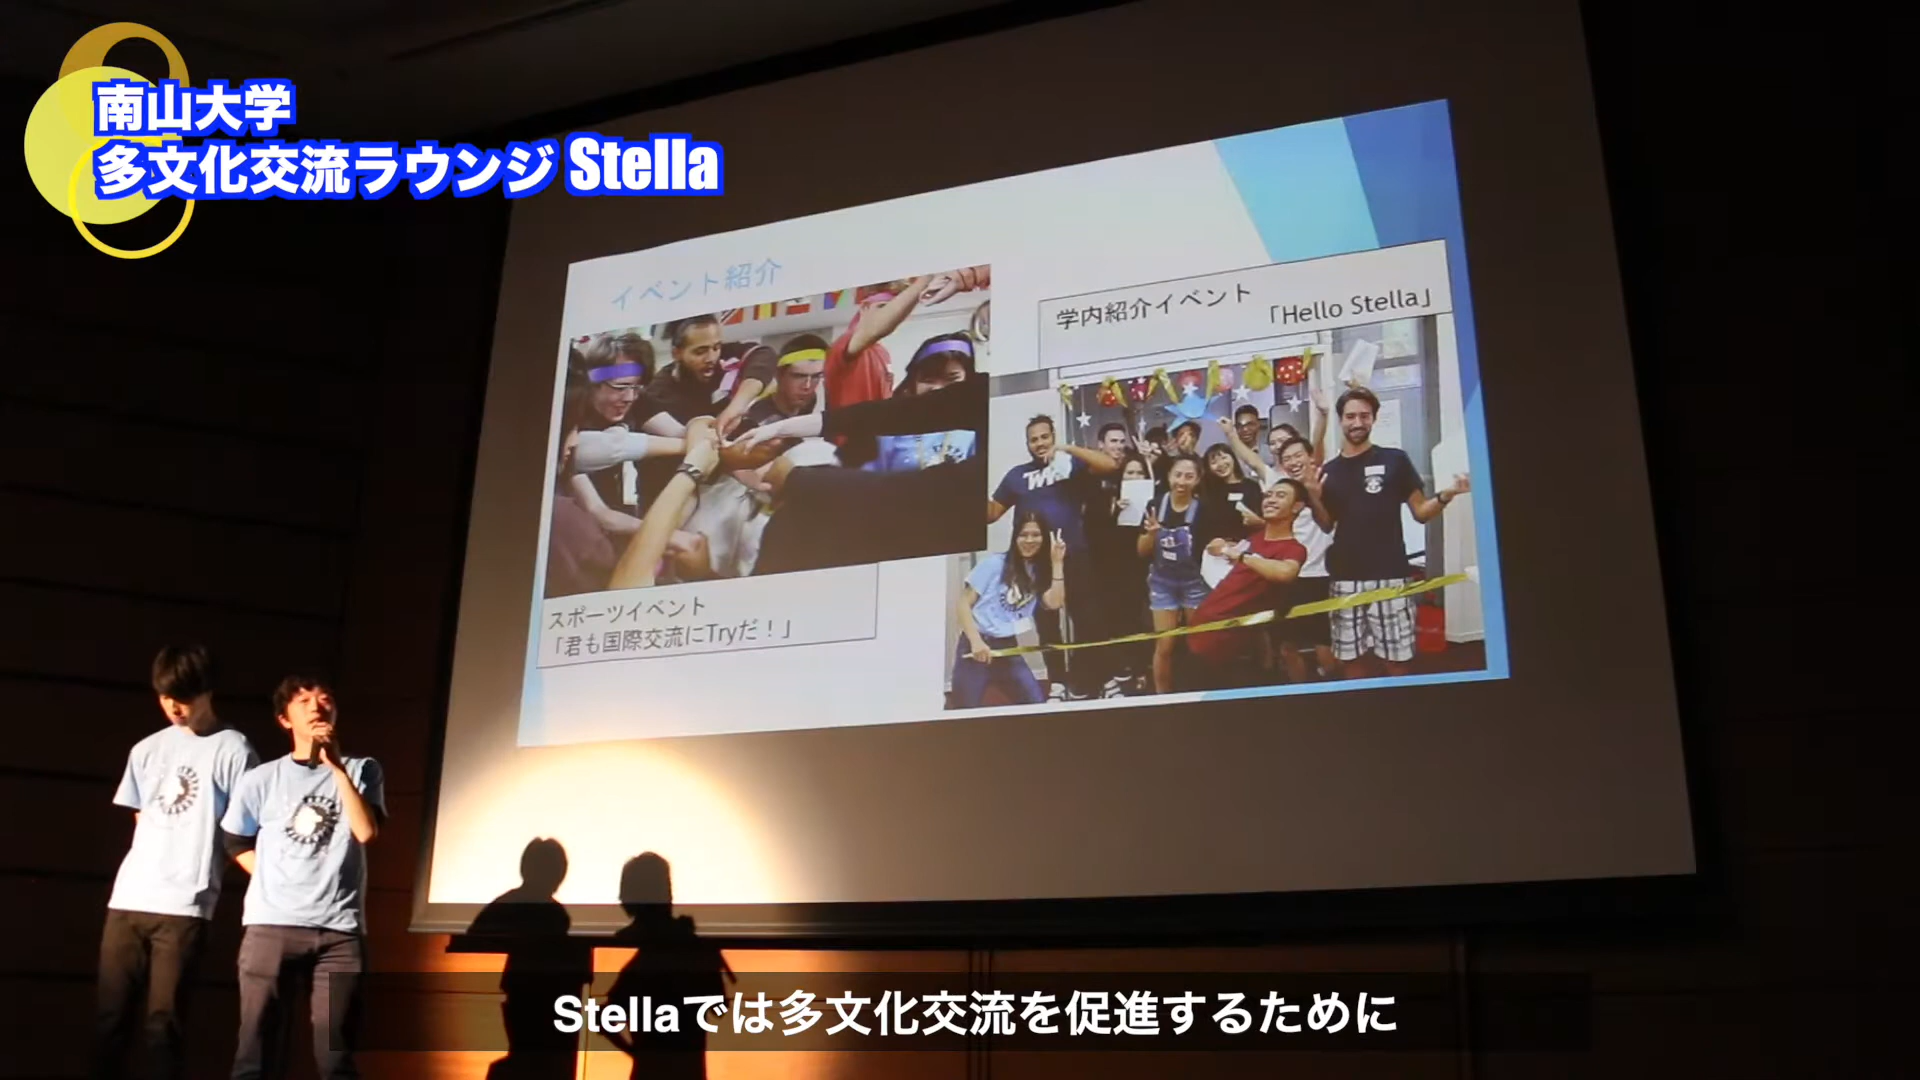 南山大学
多文化交流ラウンジ Stella
イベント紹介
学内紹介イベント
「Hello Stella」
スポーツイベント
「君も国際交流にTryだ！」
Stellaでは多文化交流を促進するために